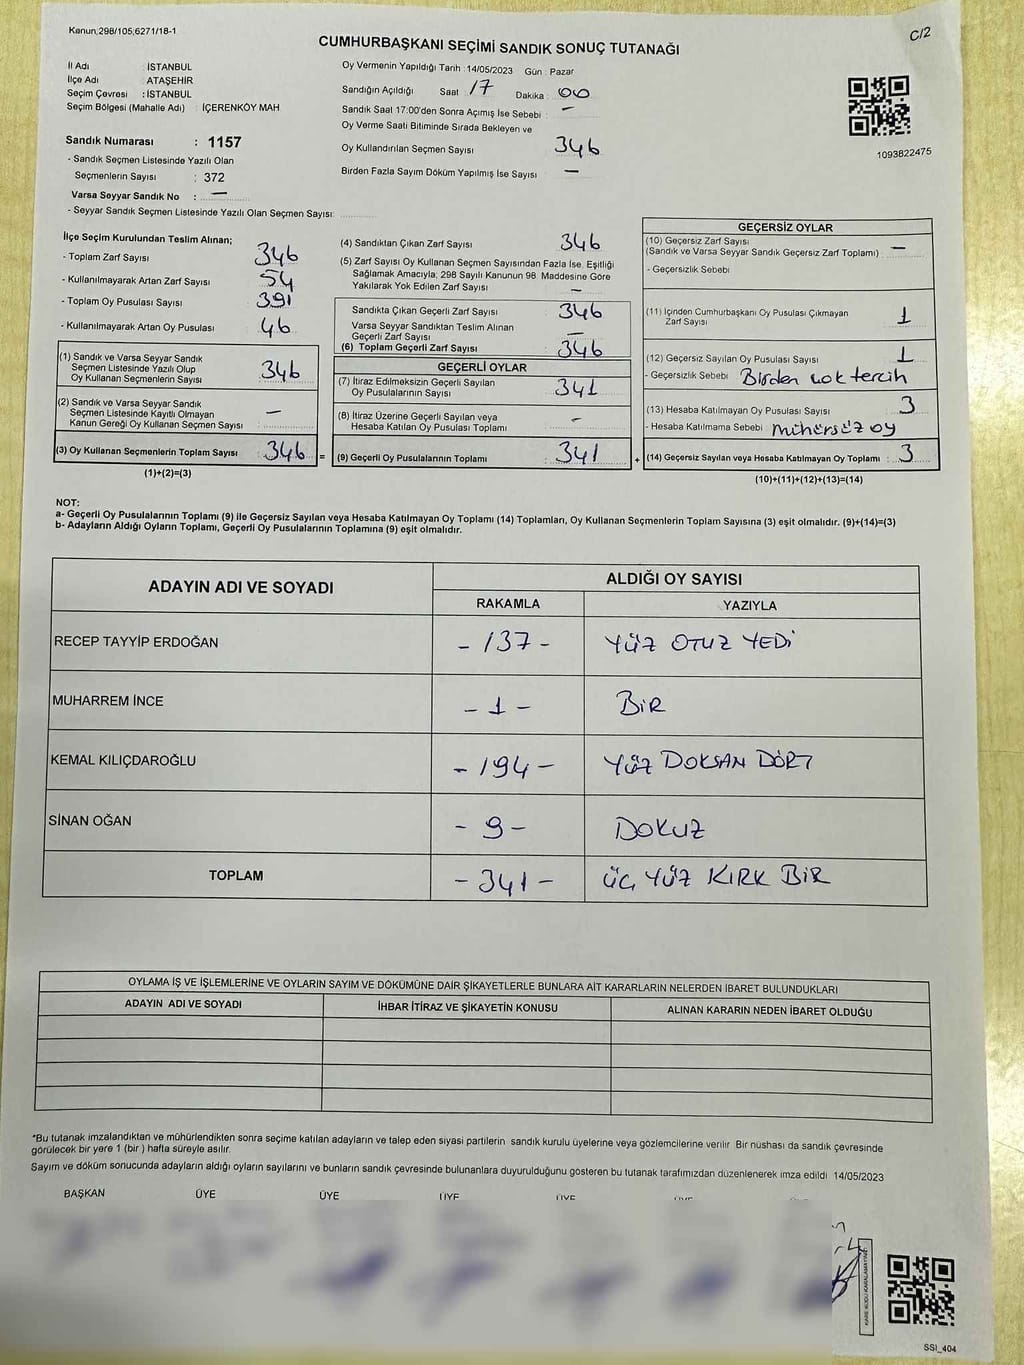 Kanun,298/105,6271/18-1
C/2
CUMHURBAŞKANI SEÇİMİ SANDIK SONUÇ TUTANAĞI
İl Adı : İSTANBUL
İlçe Adı : ATAŞEHİR
Seçim Çevresi : İSTANBUL
Seçim Bölgesi (Mahalle Adı) : İÇERENKÖY MAH
Sandık Numarası : 1157
- Sandık Seçmen Listesinde Yazılı Olan
Seçmenlerin Sayısı : 372
Varsa Seyyar Sandık No : —
- Seyyar Sandık Seçmen Listesinde Yazılı Olan Seçmen Sayısı:
Oy Vermenin Yapıldığı Tarih : 14/05/2023 Gün : Pazar
Sandığın Açıldığı Saat 17 Dakika : 00
Sandık Saat 17:00'den Sonra Açımış İse Sebebi : —
Oy Verme Saati Bitiminde Sırada Bekleyen ve
Oy Kullandırılan Seçmen Sayısı 346
Birden Fazla Sayım Döküm Yapılmış İse Sayısı —
1093822475
İlçe Seçim Kurulundan Teslim Alınan;
- Toplam Zarf Sayısı : 346
- Kullanılmayarak Artan Zarf Sayısı : 54
- Toplam Oy Pusulası Sayısı : 391
- Kullanılmayarak Artan Oy Pusulası : 46
(1) Sandık ve Varsa Seyyar Sandık
Seçmen Listesinde Yazılı Olup
Oy Kullanan Seçmenlerin Sayısı : 346
(2) Sandık ve Varsa Seyyar Sandık
Seçmen Listesinde Kayıtlı Olmayan
Kanun Gereği Oy Kullanan Seçmen Sayısı : —
(3) Oy Kullanan Seçmenlerin Toplam Sayısı : 346 =
(1)+(2)=(3)
(4) Sandıktan Çıkan Zarf Sayısı 346
(5) Zarf Sayısı Oy Kullanan Seçmen Sayısından Fazla İse, Eşitliği
Sağlamak Amacıyla; 298 Sayılı Kanunun 98. Maddesine Göre
Yakılarak Yok Edilen Zarf Sayısı —
Sandıkta Çıkan Geçerli Zarf Sayısı : 346
Varsa Seyyar Sandıktan Teslim Alınan
Geçerli Zarf Sayısı : —
(6) Toplam Geçerli Zarf Sayısı : 346
GEÇERLİ OYLAR
(7) İtiraz Edilmeksizin Geçerli Sayılan
Oy Pusulalarının Sayısı : 341
(8) İtiraz Üzerine Geçerli Sayılan veya
Hesaba Katılan Oy Pusulası Toplamı : -
(9) Geçerli Oy Pusulalarının Toplamı : 341 +
GEÇERSİZ OYLAR
(10) Geçersiz Zarf Sayısı
(Sandık ve Varsa Seyyar Sandık Geçersiz Zarf Toplamı) : —
- Geçersizlik Sebebi
(11) İçinden Cumhurbaşkanı Oy Pusulası Çıkmayan
Zarf Sayısı : 1
(12) Geçersiz Sayılan Oy Pusulası Sayısı : 1
- Geçersizlik Sebebi Birden çok tercih
(13) Hesaba Katılmayan Oy Pusulası Sayısı : 3
- Hesaba Katılmama Sebebi : mühürsüz oy
(14) Geçersiz Sayılan veya Hesaba Katılmayan Oy Toplamı : 3
(10)+(11)+(12)+(13)=(14)
NOT:
a- Geçerli Oy Pusulalarının Toplamı (9) ile Geçersiz Sayılan veya Hesaba Katılmayan Oy Toplamı (14) Toplamları, Oy Kullanan Seçmenlerin Toplam Sayısına (3) eşit olmalıdır. (9)+(14)=(3)
b- Adayların Aldığı Oyların Toplamı, Geçerli Oy Pusulalarının Toplamına (9) eşit olmalıdır.
ADAYIN ADI VE SOYADI
ALDIĞI OY SAYISI
RAKAMLA YAZIYLA
RECEP TAYYİP ERDOĞAN - 137 - YÜZ OTUZ YEDİ
MUHARREM İNCE - 1 - BİR
KEMAL KILIÇDAROĞLU - 194 - YÜZ DOKSAN DÖRT
SİNAN OĞAN - 9 - DOKUZ
TOPLAM - 341 - ÜÇ YÜZ KIRK BİR
OYLAMA İŞ VE İŞLEMLERİNE VE OYLARIN SAYIM VE DÖKÜMÜNE DAİR ŞİKAYETLERLE BUNLARA AİT KARARLARIN NELERDEN İBARET BULUNDUKLARI
ADAYIN ADI VE SOYADI İHBAR İTİRAZ VE ŞİKAYETİN KONUSU ALINAN KARARIN NEDEN İBARET OLDUĞU
*Bu tutanak imzalandıktan ve mühürlendikten sonra seçime katılan adayların ve talep eden siyasi partilerin sandık kurulu üyelerine veya gözlemcilerine verilir Bir nüshası da sandık çevresinde
görülecek bir yere 1 (bir ) hafta süreyle asılır.
Sayım ve döküm sonucunda adayların aldığı oyların sayılarını ve bunların sandık çevresinde bulunanlara duyurulduğunu gösteren bu tutanak tarafımızdan düzenlenerek imza edildi 14/05/2023
BAŞKAN ÜYE ÜYE ÜYE ÜYE ÜYE ÜYE
KARE KODU KARALAMAYINIZ
SSI_404